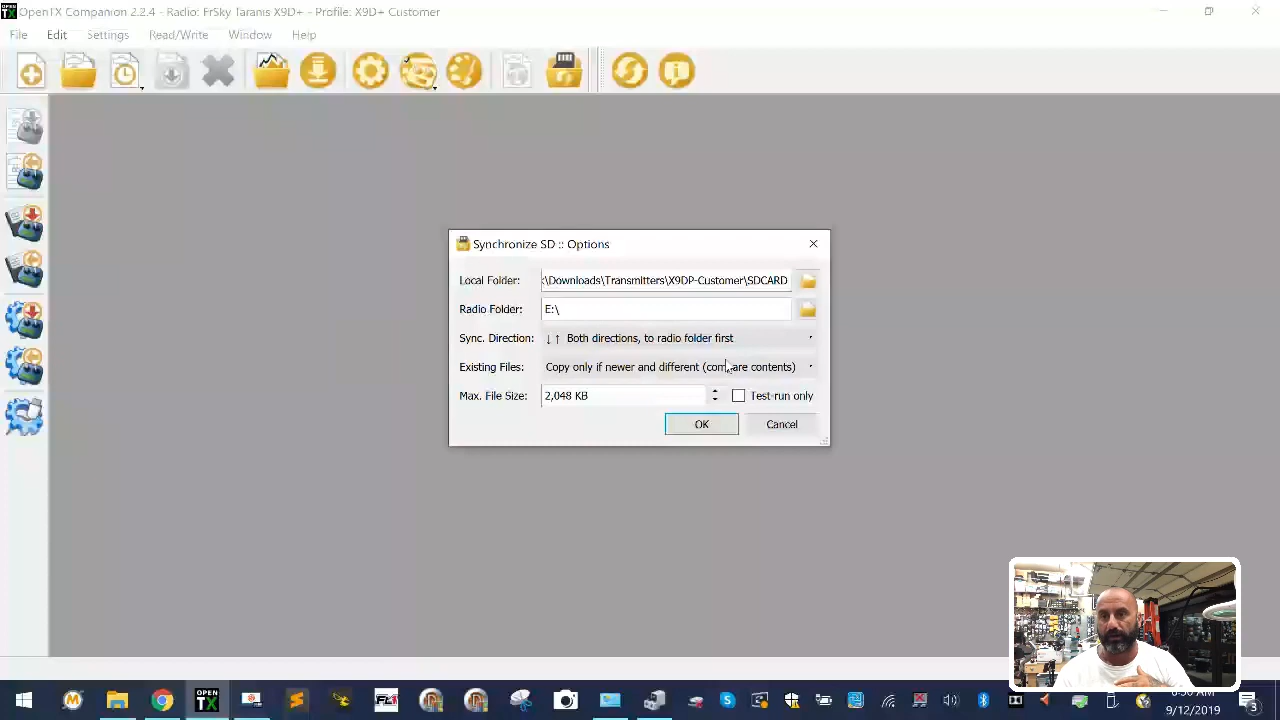 OpenTX Companion 2.2.4 - Radio: FrSky Taranis X9D+ - Profile: X9D+ Customer
File Edit Settings Read/Write Window Help
Synchronize SD :: Options
Local Folder: :\Downloads\Transmitters\X9DP-Customer\SDCARD
Radio Folder: E:\
Sync. Direction: ↓↑ Both directions, to radio folder first
Existing Files: Copy only if newer and different (compare contents)
Max. File Size: 2,048 KB Test-run only
OK Cancel
OPEN TX
9/12/2019
3